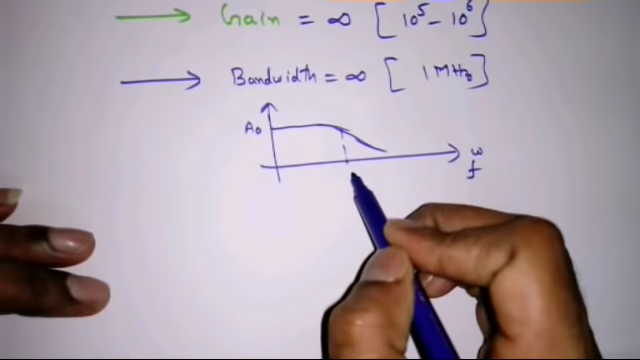 → Gain = ∞ [10⁵ - 10⁶]
→ Bandwidth = ∞ [1 MHz]
A₀
ω
f